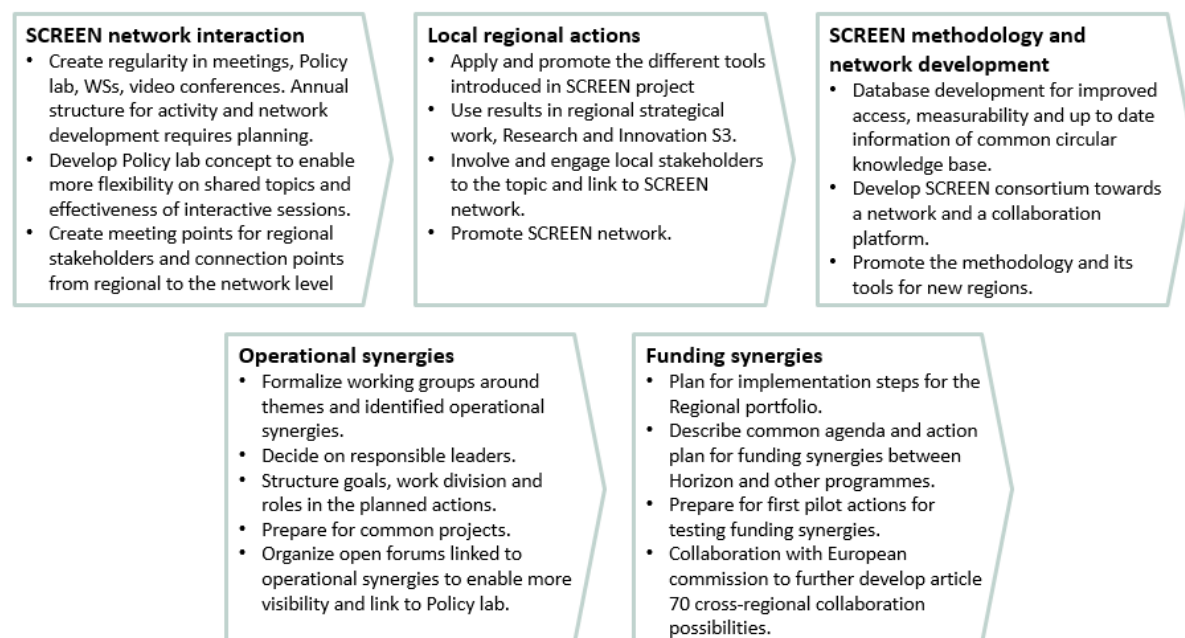 SCREEN network interaction
• Create regularity in meetings, Policy
lab, WSs, video conferences. Annual
structure for activity and network
development requires planning.
• Develop Policy lab concept to enable
more flexibility on shared topics and
effectiveness of interactive sessions.
• Create meeting points for regional
stakeholders and connection points
from regional to the network level
Local regional actions
• Apply and promote the different tools
introduced in SCREEN project
• Use results in regional strategical
work, Research and Innovation S3.
• Involve and engage local stakeholders
to the topic and link to SCREEN
network.
• Promote SCREEN network.
SCREEN methodology and
network development
• Database development for improved
access, measurability and up to date
information of common circular
knowledge base.
• Develop SCREEN consortium towards
a network and a collaboration
platform.
• Promote the methodology and its
tools for new regions.
Operational synergies
• Formalize working groups around
themes and identified operational
synergies.
• Decide on responsible leaders.
• Structure goals, work division and
roles in the planned actions.
• Prepare for common projects.
• Organize open forums linked to
operational synergies to enable more
visibility and link to Policy lab.
Funding synergies
• Plan for implementation steps for the
Regional portfolio.
• Describe common agenda and action
plan for funding synergies between
Horizon and other programmes.
• Prepare for first pilot actions for
testing funding synergies.
• Collaboration with European
commission to further develop article
70 cross-regional collaboration
possibilities.